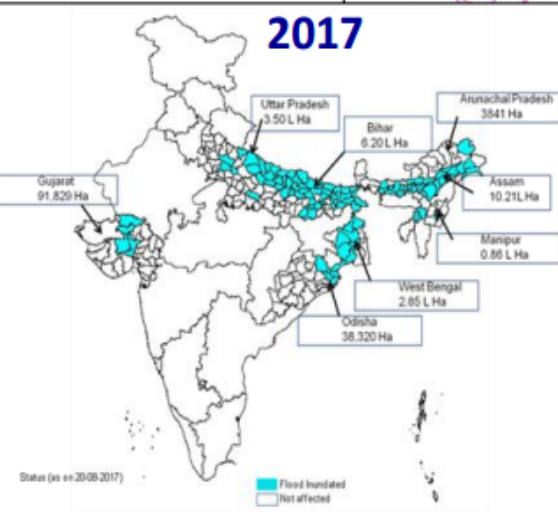 2017
Uttar Pradesh
3.50 L Ha
Arunachal Pradesh
3841 Ha
Bihar
6.20 L Ha
Gujarat
91,829 Ha
Assam
10.21L Ha
Manipur
0.86 L Ha
West Bengal
2.85 L Ha
Odisha
38,320 Ha
Status (as on 20-08-2017)
Flood Inundated
Not affected